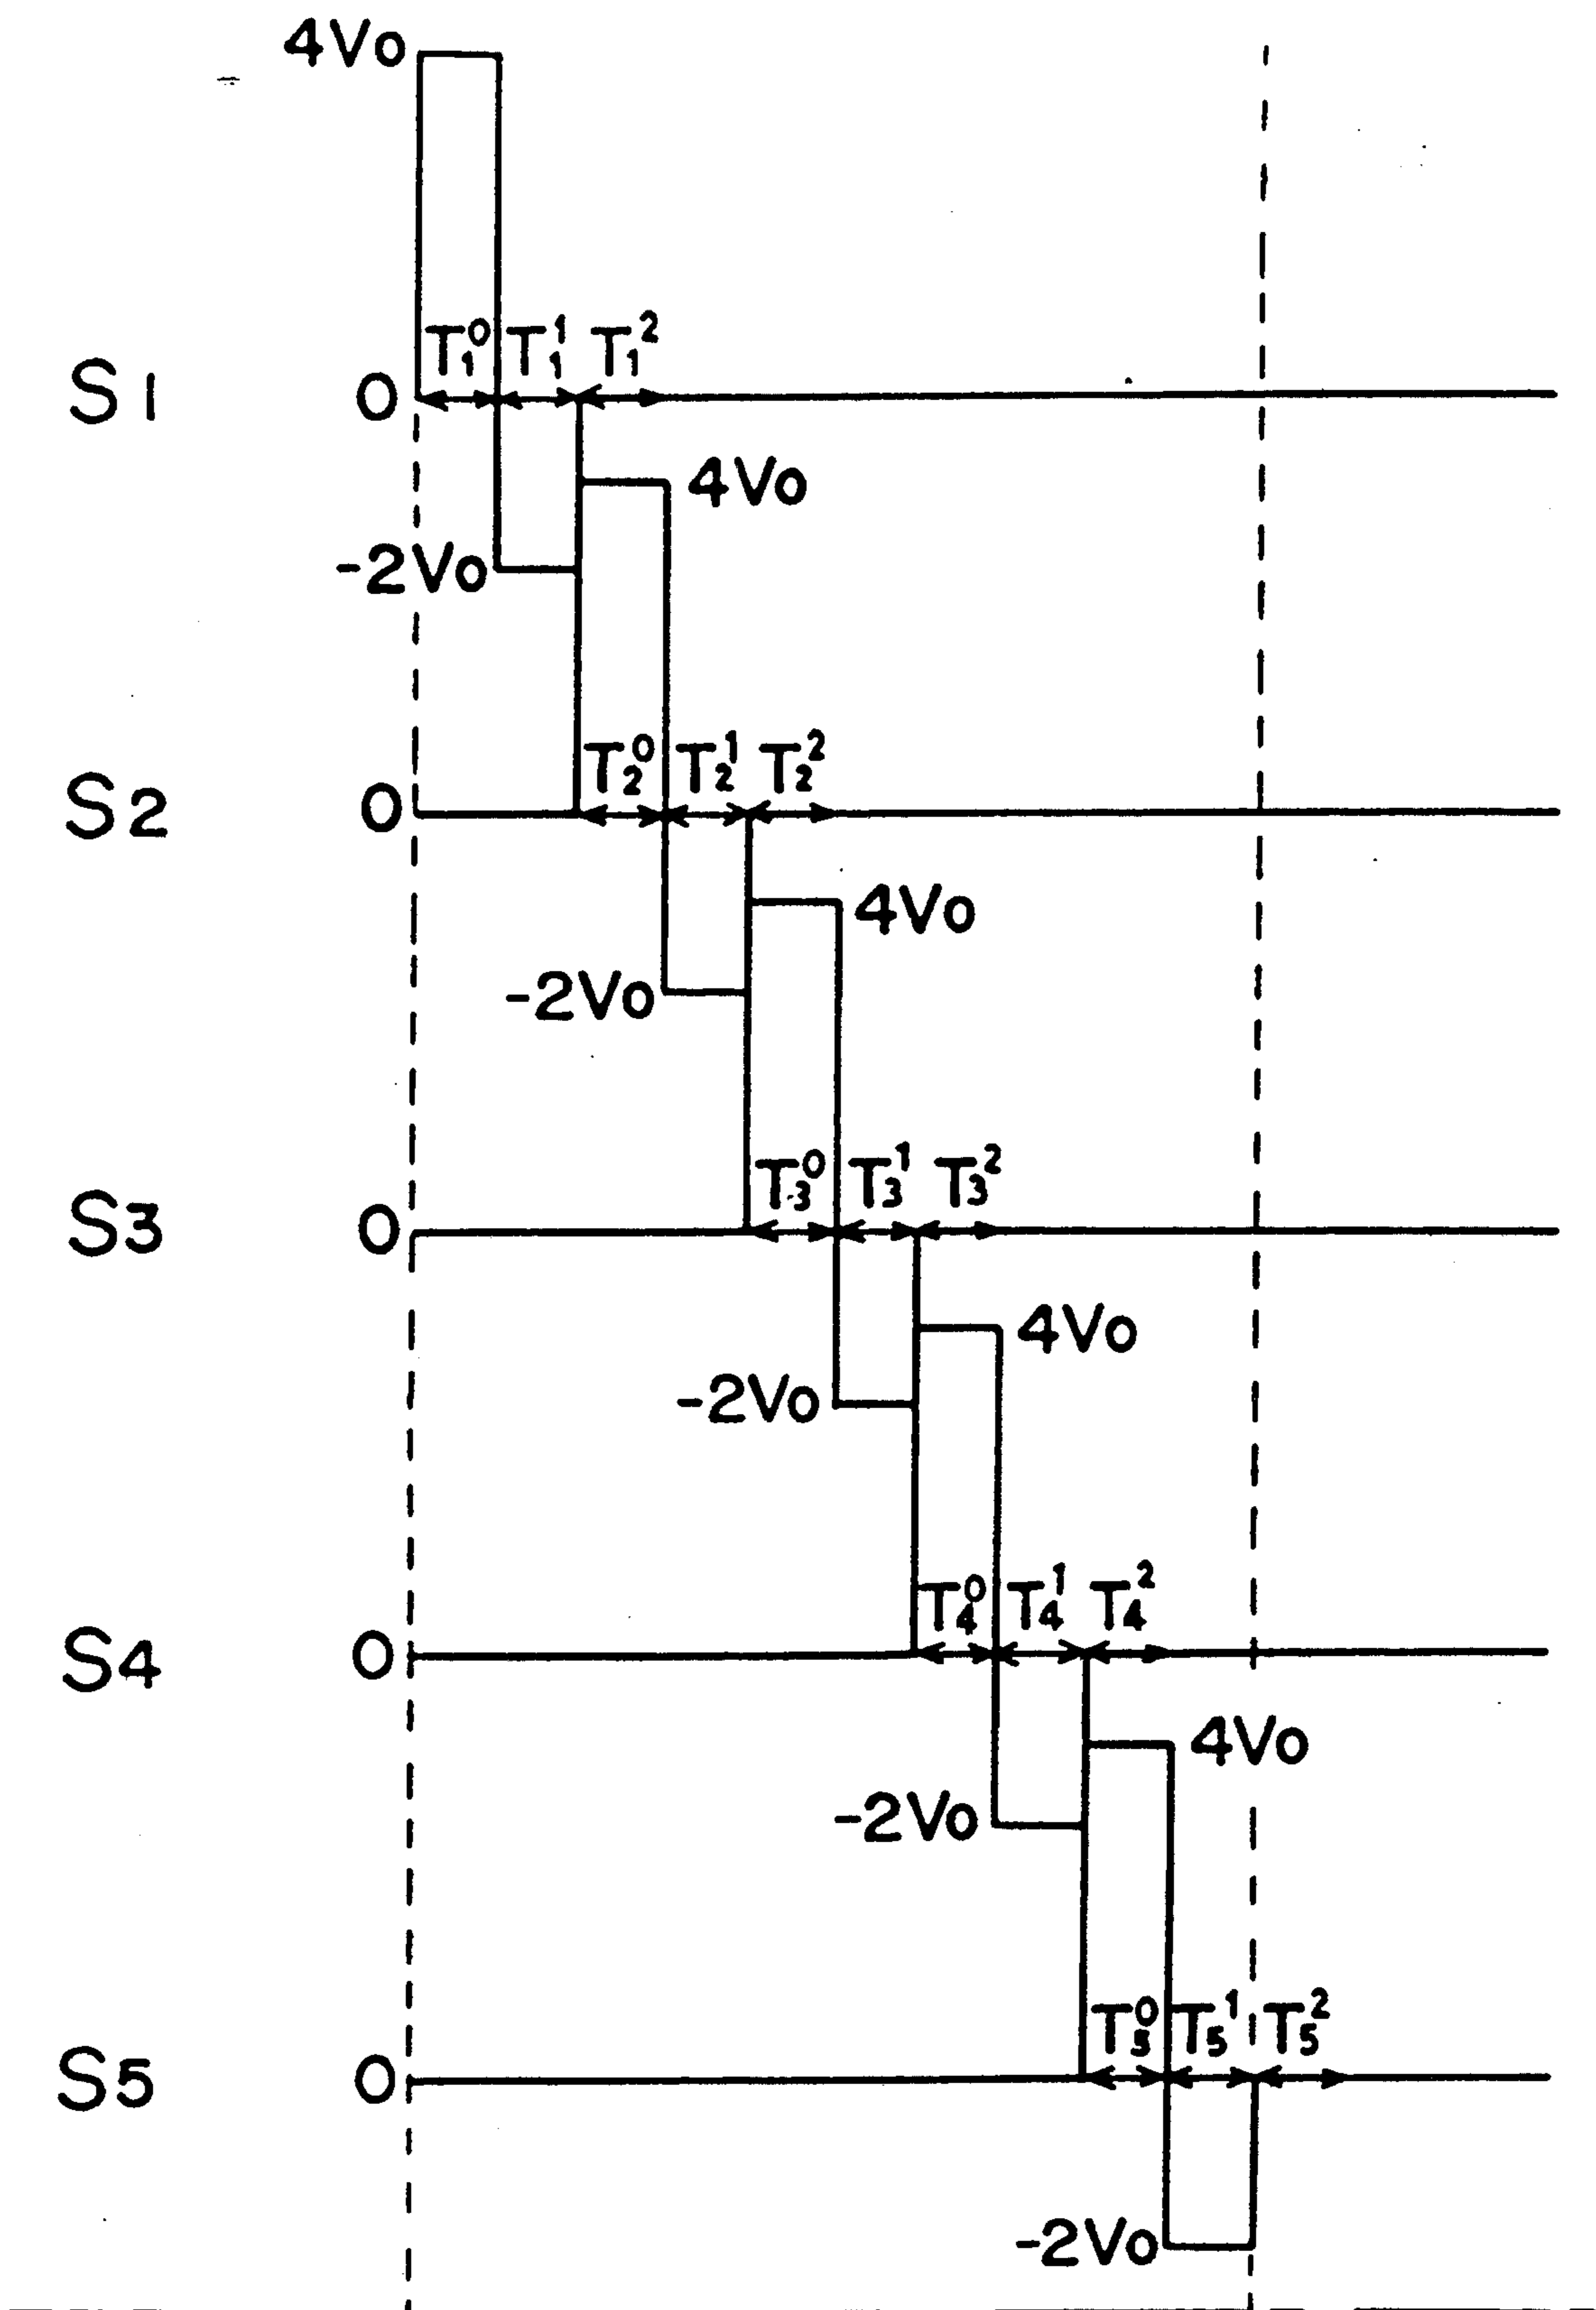 4Vo
T₁⁰ T₁¹ T₁²
S1 0
4Vo
-2Vo
T₂⁰ T₂¹ T₂²
S2 0
4Vo
-2Vo
T₃⁰ T₃¹ T₃²
S3 0
4Vo
-2Vo
T₄⁰ T₄¹ T₄²
S4 0
4Vo
-2Vo
T₅⁰ T₅¹ T₅²
S5 0
-2Vo